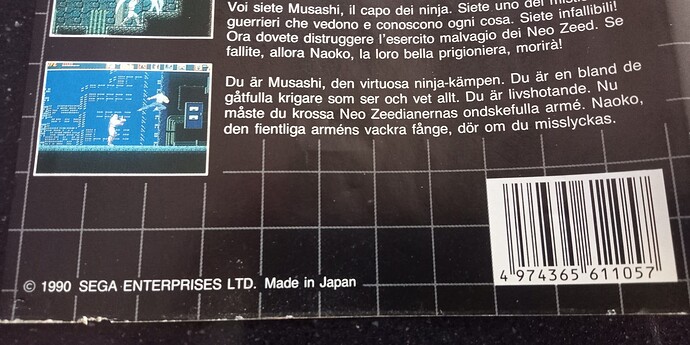 Voi siete Musashi, il capo dei ninja. Siete uno dei
guerrieri che vedono e conoscono ogni cosa. Siete infallibili!
Ora dovete distruggere l'esercito malvagio dei Neo Zeed. Se
fallite, allora Naoko, la loro bella prigioniera, morirà!
Du är Musashi, den virtuosa ninja-kämpen. Du är en bland de
gåtfulla krigare som ser och vet allt. Du är livshotande. Nu
måste du krossa Neo Zeedianernas ondskefulla armé. Naoko,
den fientliga arméns vackra fånge, dör om du misslyckas.
4 974365 611057
© 1990 SEGA ENTERPRISES LTD. Made in Japan